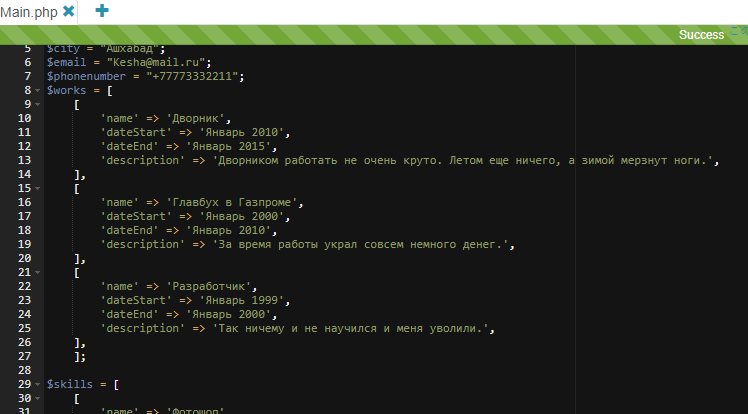 Main.php
Success
5 $city = "Ашхабад";
6 $email = "Kesha@mail.ru";
7 $phonenumber = "+77773332211";
8 $works = [
9 [
10 'name' => 'Дворник',
11 'dateStart' => 'Январь 2010',
12 'dateEnd' => 'Январь 2015',
13 'description' => 'Дворником работать не очень круто. Летом еще ничего, а зимой мерзнут ноги.',
14 ],
15 [
16 'name' => 'Главбух в Газпроме',
17 'dateStart' => 'Январь 2000',
18 'dateEnd' => 'Январь 2010',
19 'description' => 'За время работы украл совсем немного денег.',
20 ],
21 [
22 'name' => 'Разработчик',
23 'dateStart' => 'Январь 1999',
24 'dateEnd' => 'Январь 2000',
25 'description' => 'Так ничему и не научился и меня уволили.',
26 ],
27 ];
28
29 $skills = [
30 [
31 'name' => 'Фотошоп'